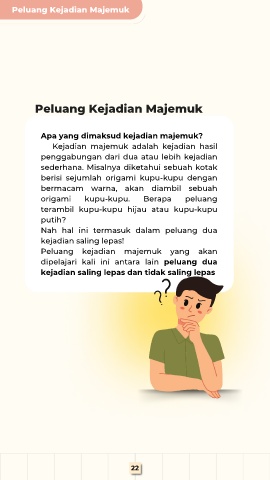 Peluang Kejadian Majemuk
Peluang Kejadian Majemuk
Apa yang dimaksud kejadian majemuk?
Kejadian majemuk adalah kejadian hasil
penggabungan dari dua atau lebih kejadian
sederhana. Misalnya diketahui sebuah kotak
berisi sejumlah origami kupu-kupu dengan
bermacam warna, akan diambil sebuah
origami kupu-kupu. Berapa peluang
terambil kupu-kupu hijau atau kupu-kupu
putih?
Nah hal ini termasuk dalam peluang dua
kejadian saling lepas!
Peluang kejadian majemuk yang akan
dipelajari kali ini antara lain peluang dua
kejadian saling lepas dan tidak saling lepas
??
22